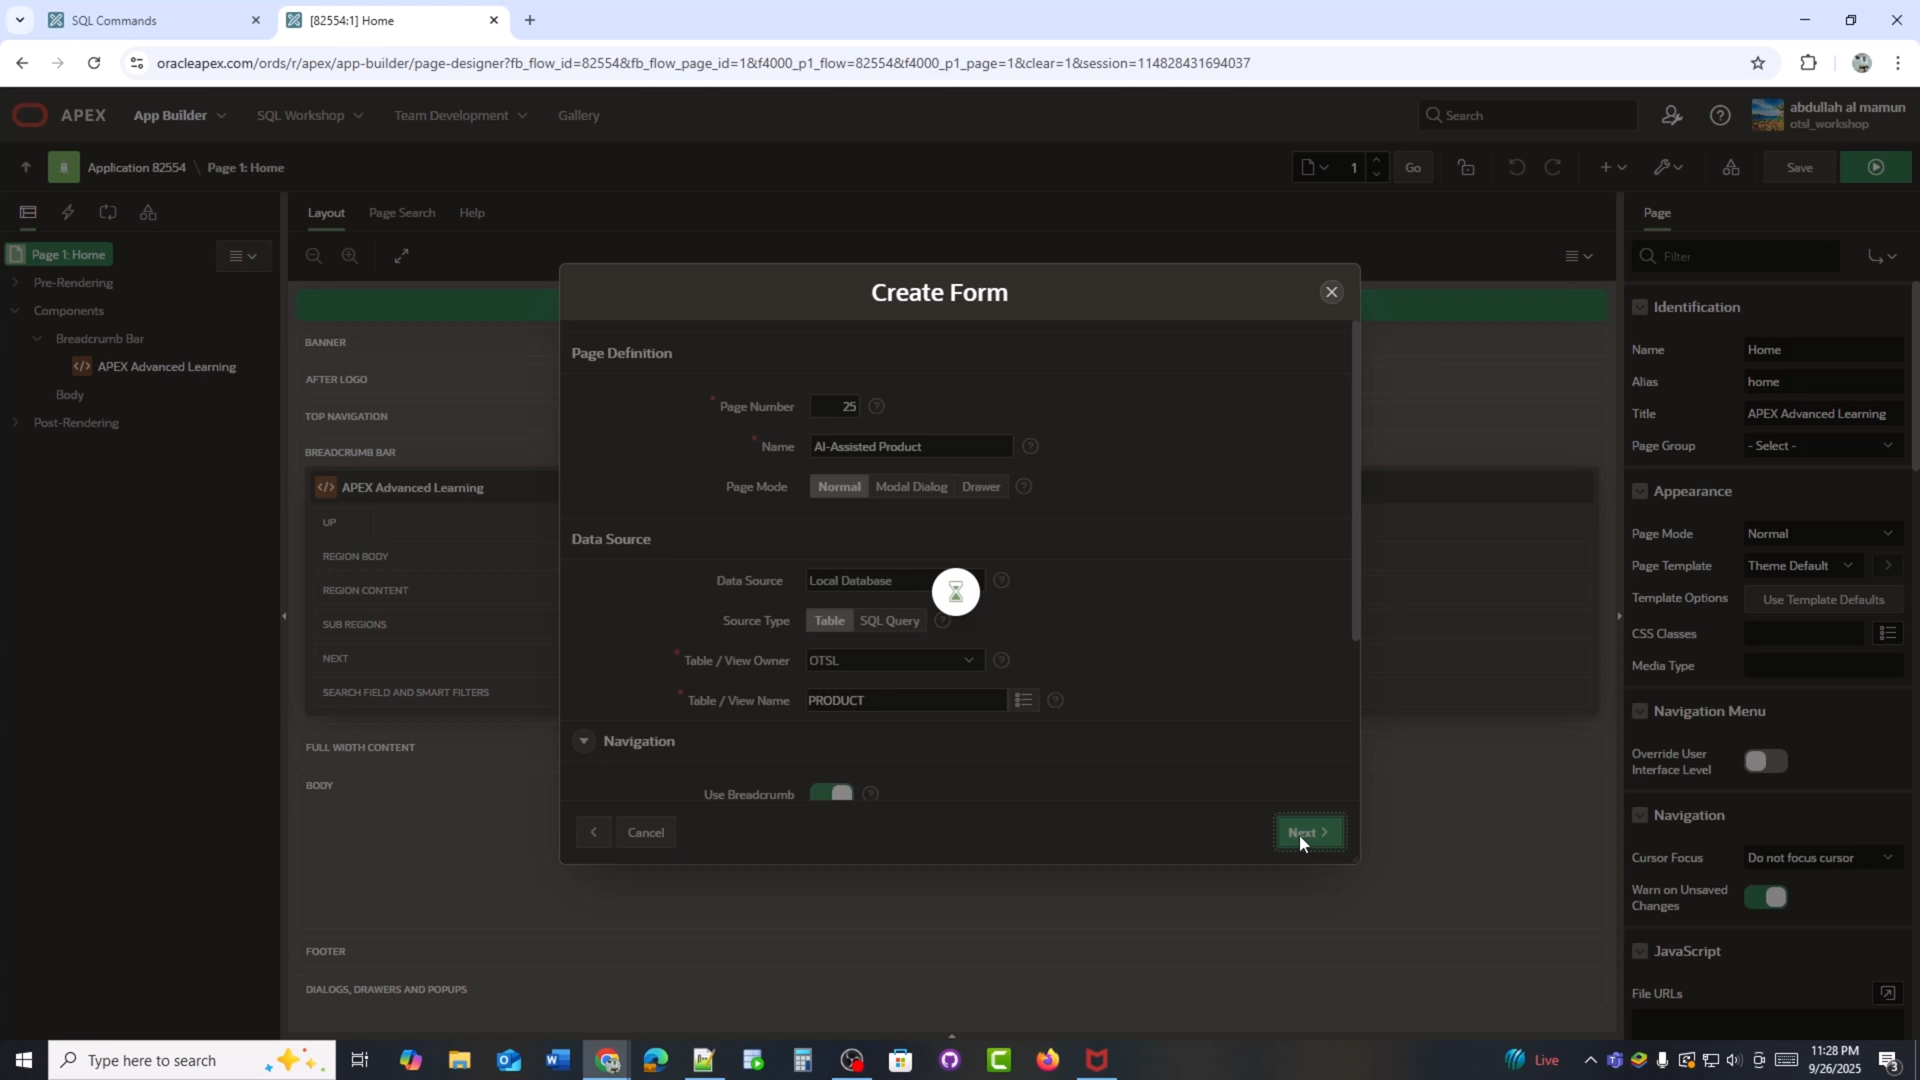 SQL Commands
[82554:1] Home
oracleapex.com/ords/r/apex/app-builder/page-designer?fb_flow_id=82554&fb_flow_page_id=1&f4000_p1_flow=82554&f4000_p1_page=1&clear=1&session=114828431694037
APEX
App Builder
SQL Workshop
Team Development
Gallery
Search
abdullah al mamun
otsl_workshop
Application 82554 \ Page 1: Home
1
Go
Save
Layout
Page Search
Help
Page
Page 1: Home
Pre-Rendering
Components
Breadcrumb Bar
APEX Advanced Learning
Body
Post-Rendering
BANNER
AFTER LOGO
TOP NAVIGATION
BREADCRUMB BAR
APEX Advanced Learning
UP
REGION BODY
REGION CONTENT
SUB REGIONS
NEXT
SEARCH FIELD AND SMART FILTERS
FULL WIDTH CONTENT
BODY
FOOTER
DIALOGS, DRAWERS AND POPUPS
Create Form
Page Definition
* Page Number 25
* Name AI-Assisted Product
Page Mode Normal Modal Dialog Drawer
Data Source
Data Source Local Database
Source Type Table SQL Query
* Table / View Owner OTSL
* Table / View Name PRODUCT
Navigation
Use Breadcrumb
Cancel
Next
Filter
Identification
Name Home
Alias home
Title APEX Advanced Learning
Page Group - Select -
Appearance
Page Mode Normal
Page Template Theme Default
Template Options Use Template Defaults
CSS Classes
Media Type
Navigation Menu
Override User
Interface Level
Navigation
Cursor Focus Do not focus cursor
Warn on Unsaved
Changes
JavaScript
File URLs
Type here to search
Live
11:28 PM
9/26/2025
3